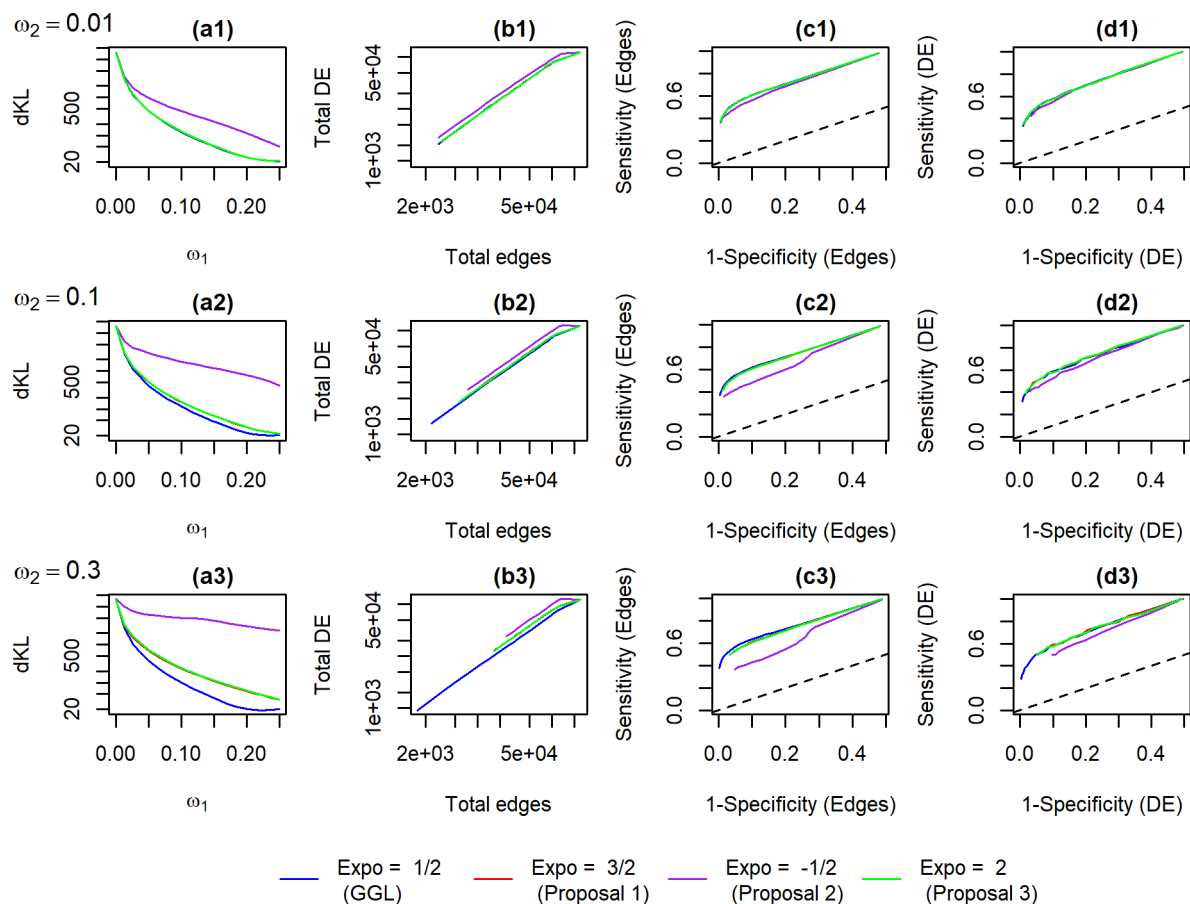 ω₂ = 0.01
(a1)
dKL
20 500
0.00 0.10 0.20
ω₁
(b1)
Total DE
1e+03 5e+04
2e+03 5e+04
Total edges
(c1)
Sensitivity (Edges)
0.0 0.6
0.0 0.2 0.4
1-Specificity (Edges)
(d1)
Sensitivity (DE)
0.0 0.6
0.0 0.2 0.4
1-Specificity (DE)
ω₂ = 0.1
(a2)
dKL
20 500
0.00 0.10 0.20
ω₁
(b2)
Total DE
1e+03 5e+04
2e+03 5e+04
Total edges
(c2)
Sensitivity (Edges)
0.0 0.6
0.0 0.2 0.4
1-Specificity (Edges)
(d2)
Sensitivity (DE)
0.0 0.6
0.0 0.2 0.4
1-Specificity (DE)
ω₂ = 0.3
(a3)
dKL
20 500
0.00 0.10 0.20
ω₁
(b3)
Total DE
1e+03 5e+04
2e+03 5e+04
Total edges
(c3)
Sensitivity (Edges)
0.0 0.6
0.0 0.2 0.4
1-Specificity (Edges)
(d3)
Sensitivity (DE)
0.0 0.6
0.0 0.2 0.4
1-Specificity (DE)
Expo = 1/2
(GGL)
Expo = 3/2
(Proposal 1)
Expo = -1/2
(Proposal 2)
Expo = 2
(Proposal 3)